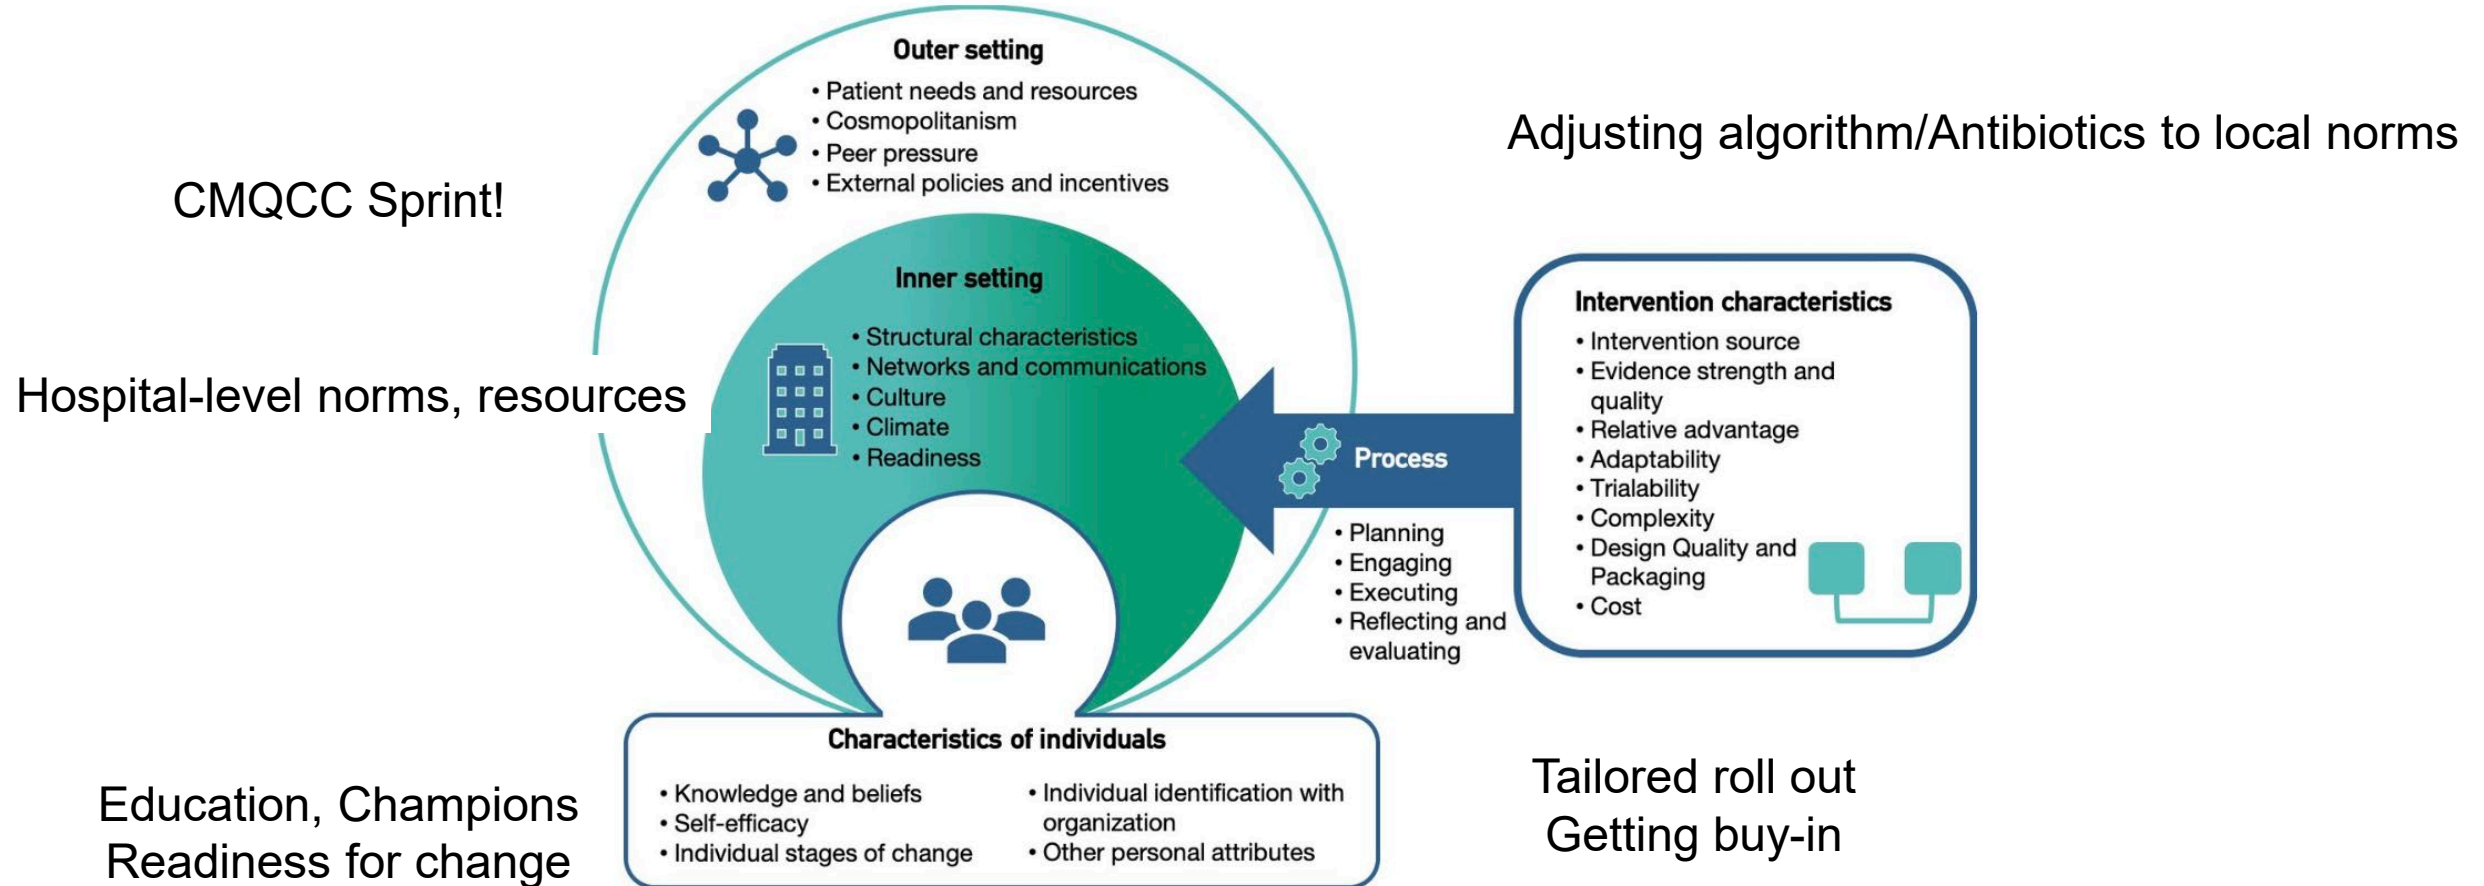 Outer setting
• Patient needs and resources
• Cosmopolitanism
• Peer pressure
• External policies and incentives
Adjusting algorithm/Antibiotics to local norms
CMQCC Sprint!
Inner setting
• Structural characteristics
• Networks and communications
• Culture
• Climate
• Readiness
Hospital-level norms, resources
Process
• Planning
• Engaging
• Executing
• Reflecting and
evaluating
Intervention characteristics
• Intervention source
• Evidence strength and
quality
• Relative advantage
• Adaptability
• Trialability
• Complexity
• Design Quality and
Packaging
• Cost
Characteristics of individuals
• Knowledge and beliefs
• Self-efficacy
• Individual stages of change
• Individual identification with
organization
• Other personal attributes
Education, Champions
Readiness for change
Tailored roll out
Getting buy-in